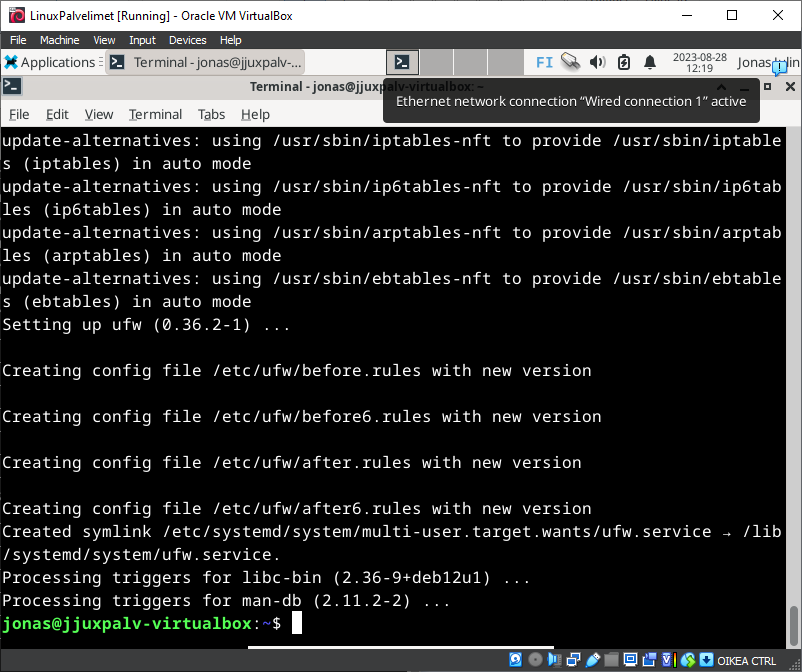 LinuxPalvelimet [Running] - Oracle VM VirtualBox
File Machine View Input Devices Help
Applications Terminal - jonas@jjuxpalv-... FI 2023-08-28 Jonas
12:19
Terminal - jonas@jjuxpalv-virtualbox: ~
Ethernet network connection “Wired connection 1” active
File Edit View Terminal Tabs Help
update-alternatives: using /usr/sbin/iptables-nft to provide /usr/sbin/iptable
s (iptables) in auto mode
update-alternatives: using /usr/sbin/ip6tables-nft to provide /usr/sbin/ip6tab
les (ip6tables) in auto mode
update-alternatives: using /usr/sbin/arptables-nft to provide /usr/sbin/arptab
les (arptables) in auto mode
update-alternatives: using /usr/sbin/ebtables-nft to provide /usr/sbin/ebtable
s (ebtables) in auto mode
Setting up ufw (0.36.2-1) ...
Creating config file /etc/ufw/before.rules with new version
Creating config file /etc/ufw/before6.rules with new version
Creating config file /etc/ufw/after.rules with new version
Creating config file /etc/ufw/after6.rules with new version
Created symlink /etc/systemd/system/multi-user.target.wants/ufw.service → /lib
/systemd/system/ufw.service.
Processing triggers for libc-bin (2.36-9+deb12u1) ...
Processing triggers for man-db (2.11.2-2) ...
jonas@jjuxpalv-virtualbox:~$
OIKEA CTRL